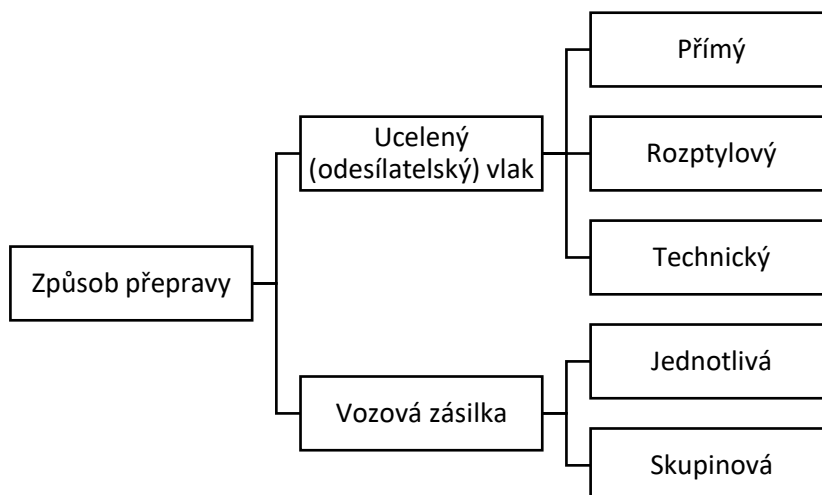 Způsob přepravy
Ucelený
(odesílatelský) vlak
Přímý
Rozptylový
Technický
Vozová zásilka
Jednotlivá
Skupinová